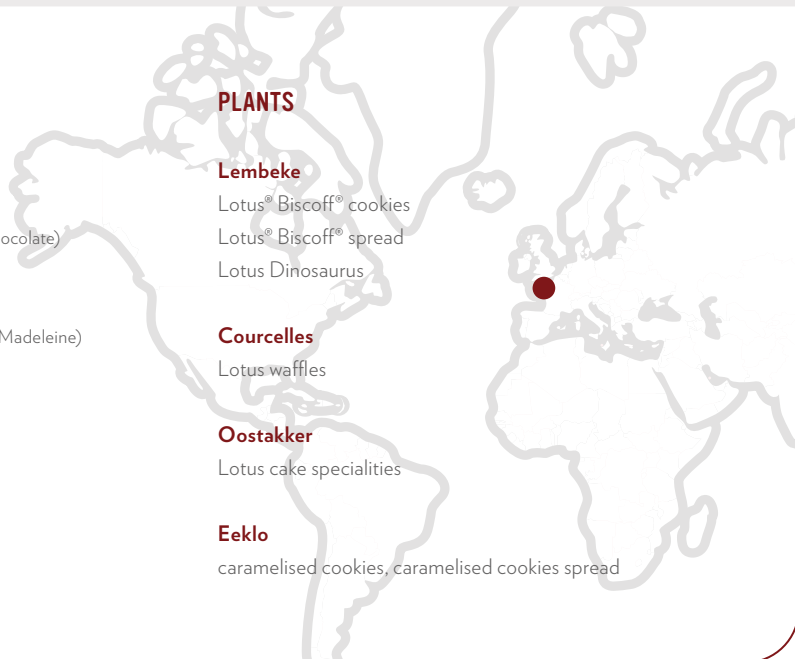 PLANTS
Lembeke
Lotus® Biscoff® cookies
ocolate)
Lotus® Biscoff® spread
Lotus Dinosaurus
Madeleine)
Courcelles
Lotus waffles
Oostakker
Lotus cake specialities
Eeklo
caramelised cookies, caramelised cookies spread